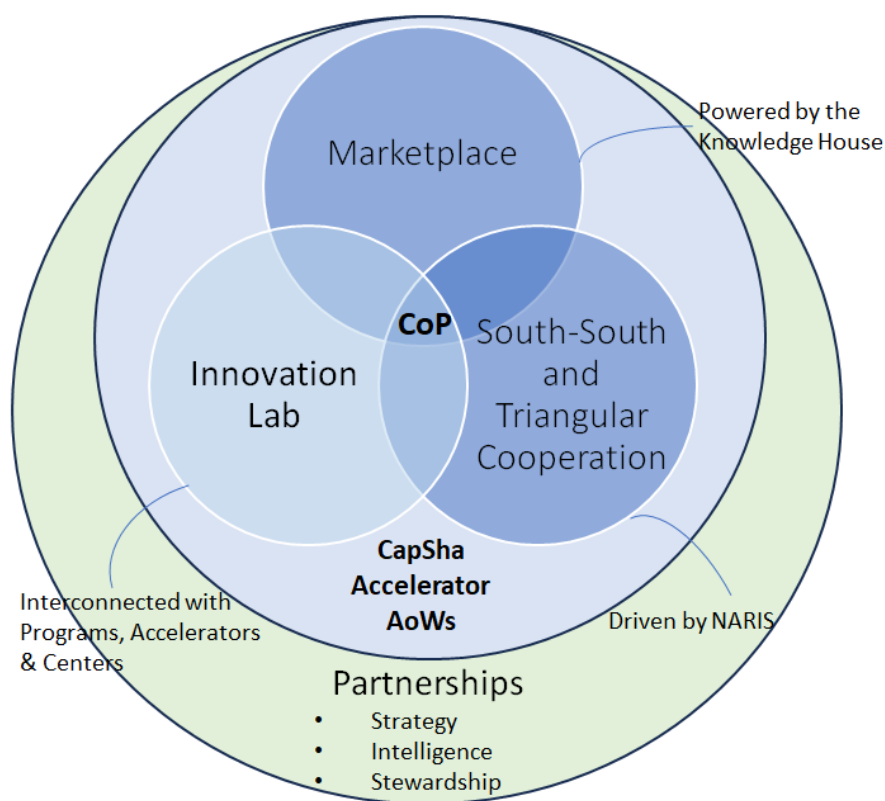 Marketplace
Powered by the
Knowledge House
CoP
Innovation
Lab
South-South
and
Triangular
Cooperation
CapSha
Accelerator
AoWs
Interconnected with
Programs, Accelerators
& Centers
Driven by NARIS
Partnerships
• Strategy
• Intelligence
• Stewardship